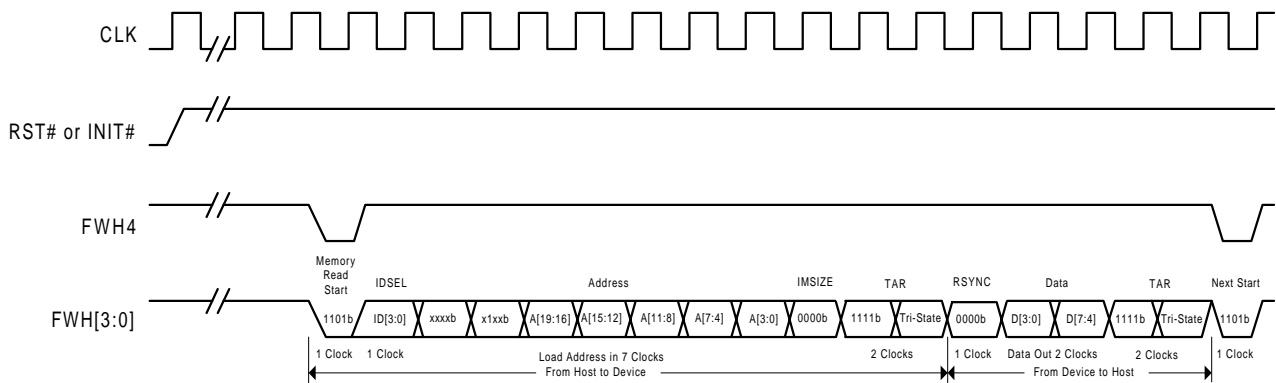 CLK
RST# or INIT#
FWH4
Memory
Read
Start
IDSEL
Address
IMSIZE
TAR
RSYNC
Data
TAR
Next Start
FWH[3:0]
1101b
ID[3:0]
xxxxb
x1xxb
A[19:16]
A[15:12]
A[11:8]
A[7:4]
A[3:0]
0000b
1111b
Tri-State
0000b
D[3:0]
D[7:4]
1111b
Tri-State
1101b
1 Clock
1 Clock
Load Address in 7 Clocks
2 Clocks
1 Clock
Data Out 2 Clocks
2 Clocks
1 Clock
From Host to Device
From Device to Host